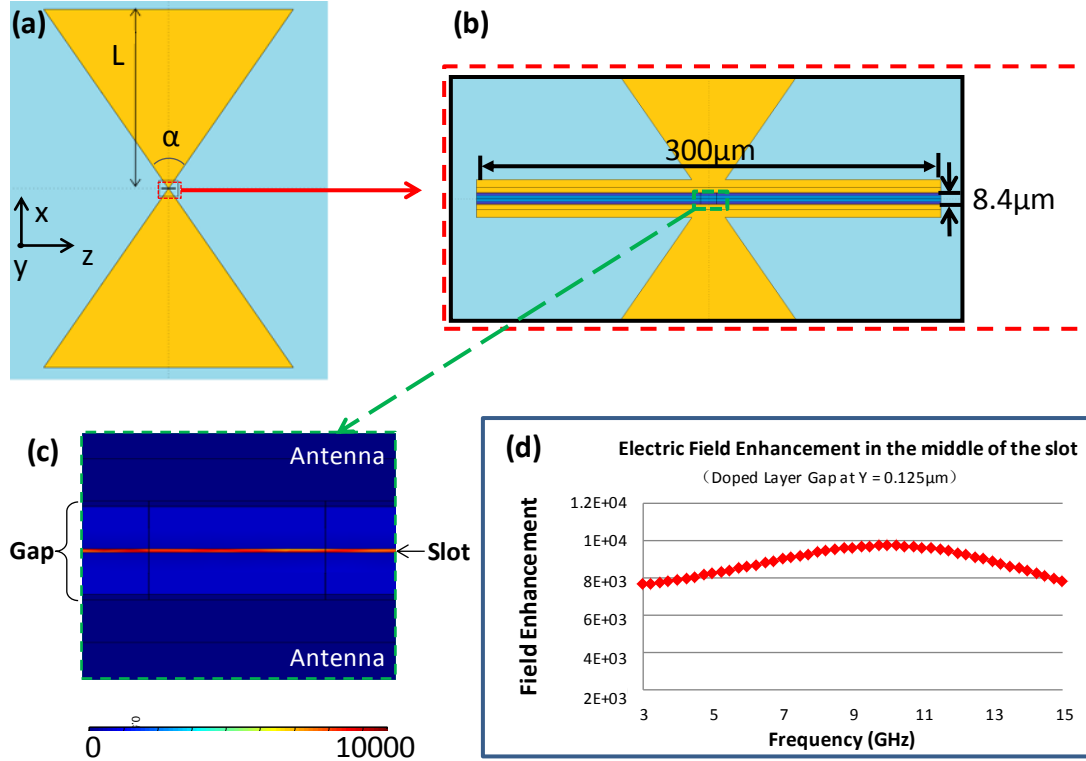 (a)
L
α
x
y
z
(b)
300µm
8.4µm
(c)
Antenna
Gap
Slot
Antenna
0
10000
(d)
Electric Field Enhancement in the middle of the slot
（Doped Layer Gap at Y = 0.125µm）
Field Enhancement
1.2E+04
1E+04
8E+03
6E+03
4E+03
2E+03
3 5 7 9 11 13 15
Frequency (GHz)